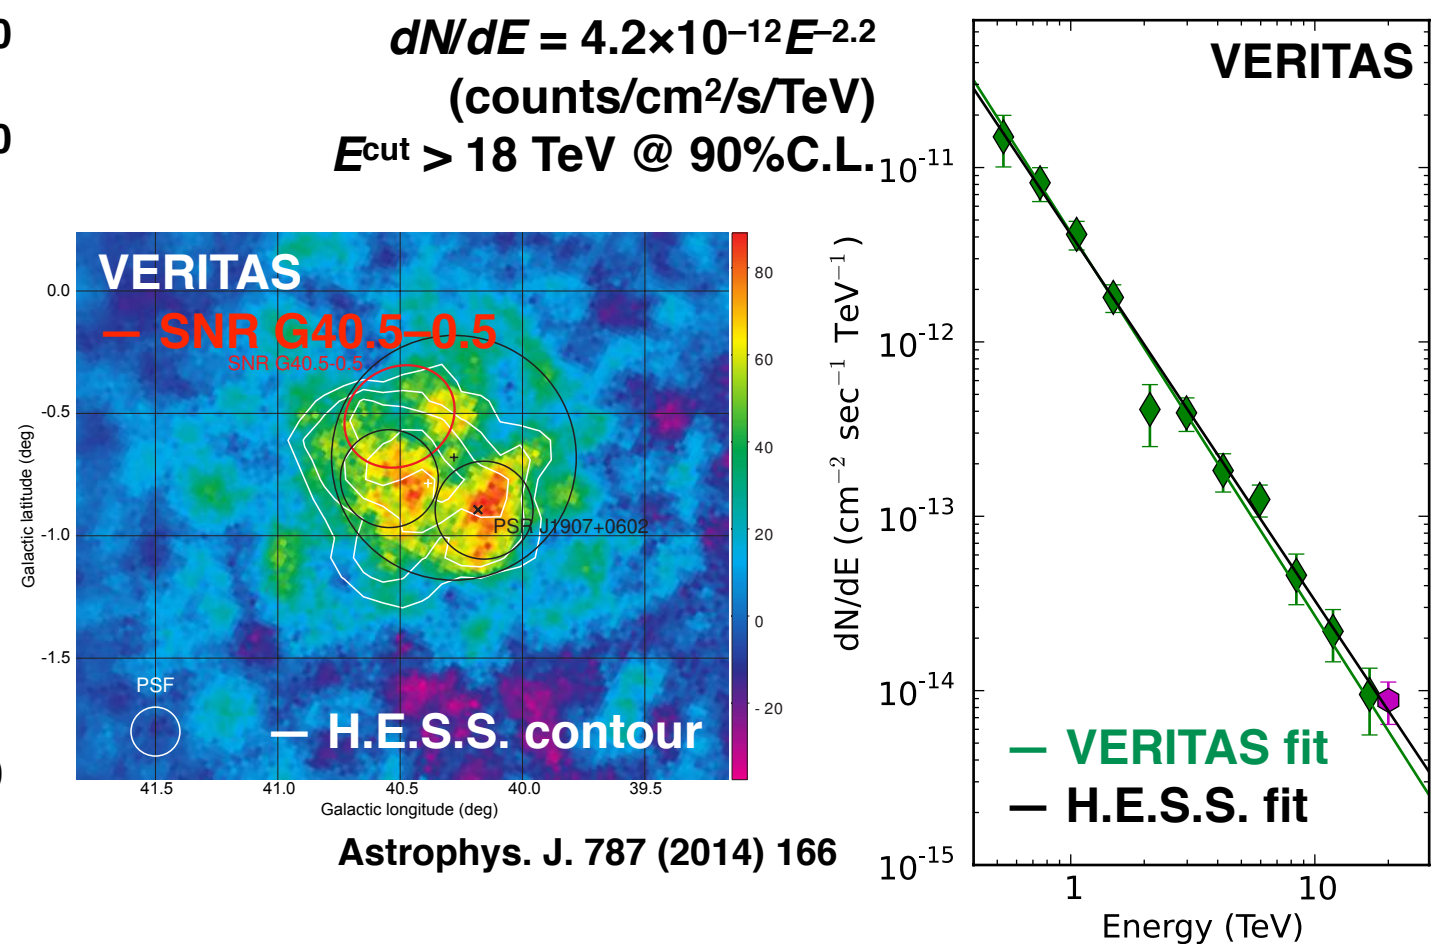 0
0
)
dN/dE = 4.2×10–12E–2.2
(counts/cm2/s/TeV)
Ecut > 18 TeV @ 90%C.L.
VERITAS
— SNR G40.5–0.5
SNR G40.5-0.5
PSR J1907+0602
PSF
— H.E.S.S. contour
0.0
-0.5
-1.0
-1.5
Galactic latitude (deg)
41.5 41.0 40.5 40.0 39.5
Galactic longitude (deg)
80
60
40
20
0
- 20
Astrophys. J. 787 (2014) 166
VERITAS
10-11
10-12
10-13
10-14
10-15
dN/dE (cm−2 sec−1 TeV−1)
— VERITAS fit
— H.E.S.S. fit
1 10
Energy (TeV)